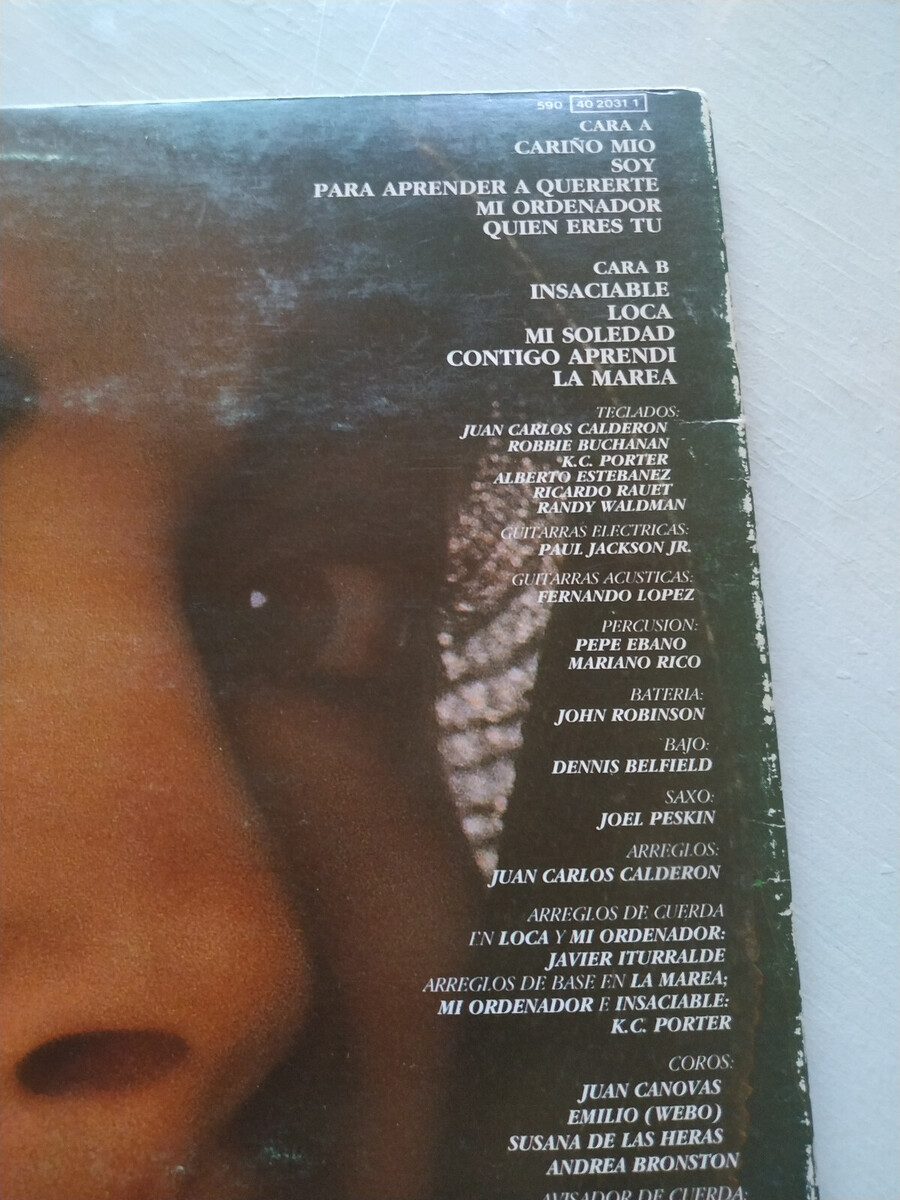 590 40 2031 1
CARA A
CARIÑO MIO
SOY
PARA APRENDER A QUERERTE
MI ORDENADOR
QUIEN ERES TU
CARA B
INSACIABLE
LOCA
MI SOLEDAD
CONTIGO APRENDI
LA MAREA
TECLADOS:
JUAN CARLOS CALDERON
ROBBIE BUCHANAN
K.C. PORTER
ALBERTO ESTEBANEZ
RICARDO RAUET
RANDY WALDMAN
GUITARRAS ELECTRICAS:
PAUL JACKSON JR.
GUITARRAS ACUSTICAS:
FERNANDO LOPEZ
PERCUSION:
PEPE EBANO
MARIANO RICO
BATERIA:
JOHN ROBINSON
BAJO:
DENNIS BELFIELD
SAXO:
JOEL PESKIN
ARREGLOS:
JUAN CARLOS CALDERON
ARREGLOS DE CUERDA
EN LOCA Y MI ORDENADOR:
JAVIER ITURRALDE
ARREGLOS DE BASE EN LA MAREA;
MI ORDENADOR E INSACIABLE:
K.C. PORTER
COROS:
JUAN CANOVAS
EMILIO (WEBO)
SUSANA DE LAS HERAS
ANDREA BRONSTON
AVISADOR DE CUERDA: